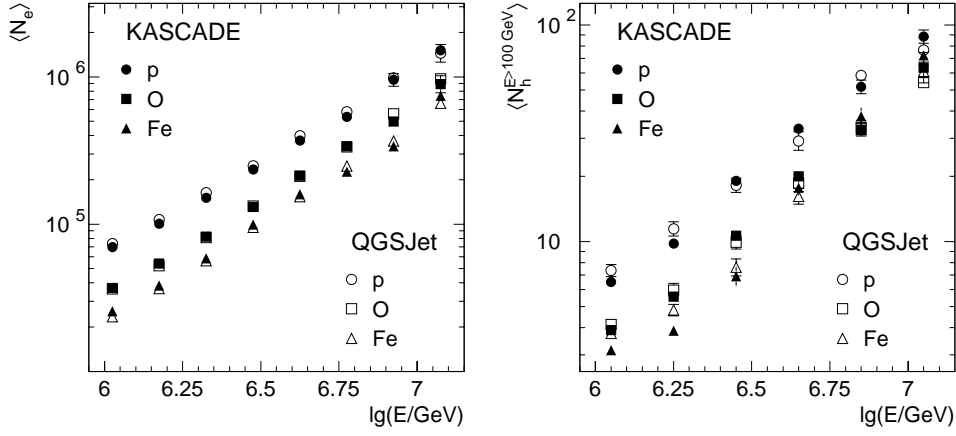 ⟨N_e⟩
KASCADE
p
O
Fe
10^6
10^5
QGSJet
p
O
Fe
6 6.25 6.5 6.75 7
lg(E/GeV)
⟨N_h^{E>100 GeV}⟩
10^2
KASCADE
p
O
Fe
10
QGSJet
p
O
Fe
6 6.25 6.5 6.75 7
lg(E/GeV)